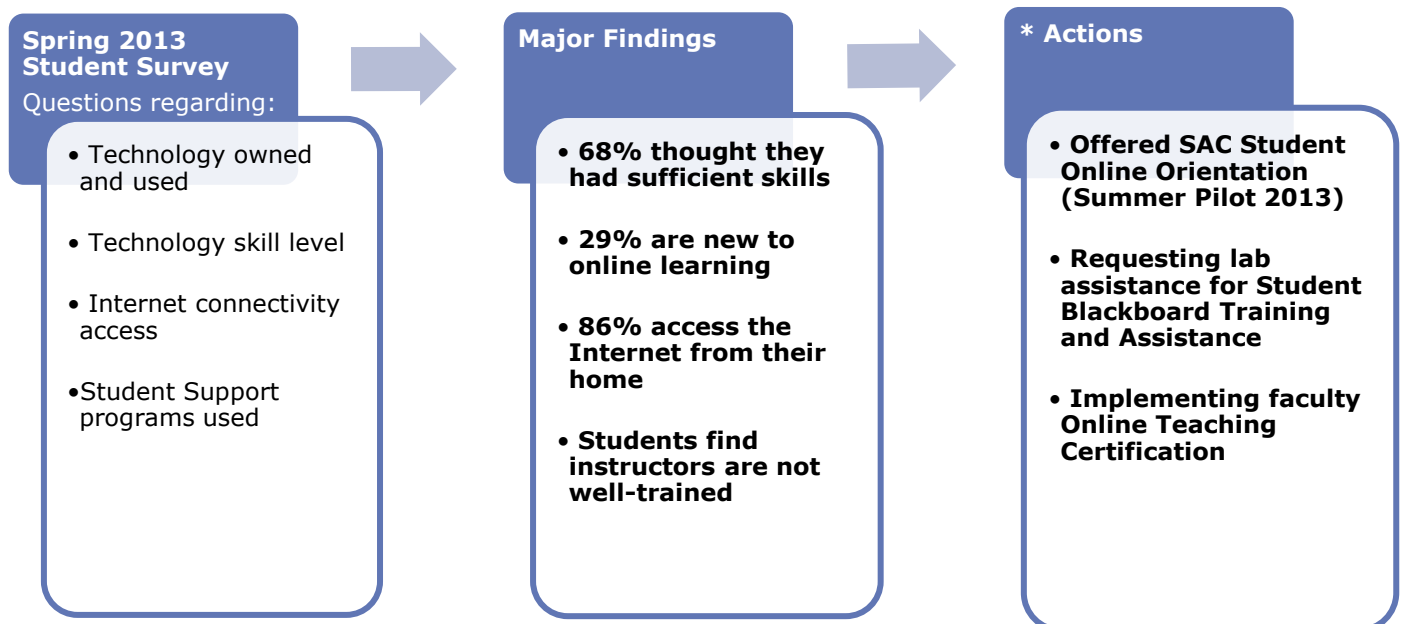 Spring 2013
Student Survey
Questions regarding:
• Technology owned
and used
• Technology skill level
• Internet connectivity
access
•Student Support
programs used
Major Findings
• 68% thought they
had sufficient skills
• 29% are new to
online learning
• 86% access the
Internet from their
home
• Students find
instructors are not
well-trained
* Actions
• Offered SAC Student
Online Orientation
(Summer Pilot 2013)
• Requesting lab
assistance for Student
Blackboard Training
and Assistance
• Implementing faculty
Online Teaching
Certification